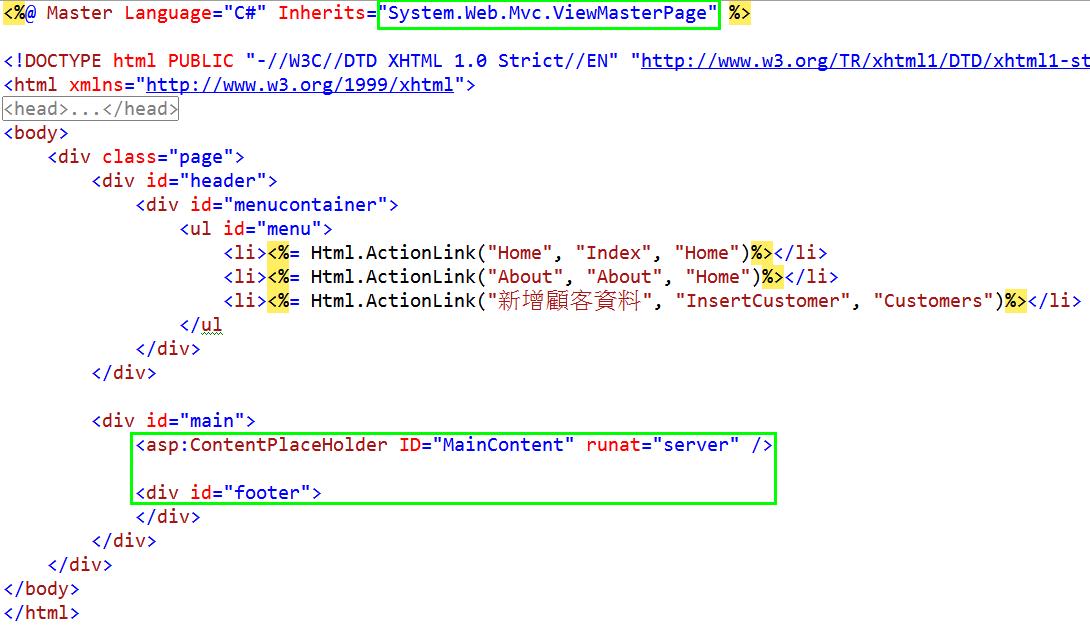 <%@ Master Language="C#" Inherits="System.Web.Mvc.ViewMasterPage" %>
<!DOCTYPE html PUBLIC "-//W3C//DTD XHTML 1.0 Strict//EN" "http://www.w3.org/TR/xhtml1/DTD/xhtml1-st
<html xmlns="http://www.w3.org/1999/xhtml">
<head>...</head>
<body>
<div class="page">
<div id="header">
<div id="menucontainer">
<ul id="menu">
<li><%= Html.ActionLink("Home", "Index", "Home")%></li>
<li><%= Html.ActionLink("About", "About", "Home")%></li>
<li><%= Html.ActionLink("新增顧客資料", "InsertCustomer", "Customers")%></li>
</ul
</div>
</div>
<div id="main">
<asp:ContentPlaceHolder ID="MainContent" runat="server" />
<div id="footer">
</div>
</div>
</div>
</body>
</html>